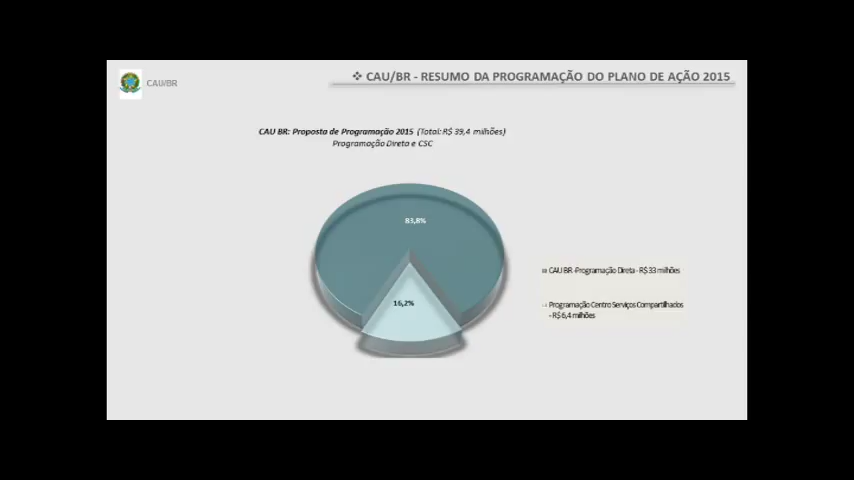 CAU/BR
❖ CAU/BR - RESUMO DA PROGRAMAÇÃO DO PLANO DE AÇÃO 2015
CAU BR: Proposta de Programação 2015 (Total: R$ 39,4 milhões)
Programação Direta e CSC
83,8%
16,2%
CAU BR -Programação Direta - R$ 33 milhões
Programação Centro Serviços Compartilhados
- R$ 6,4 milhões